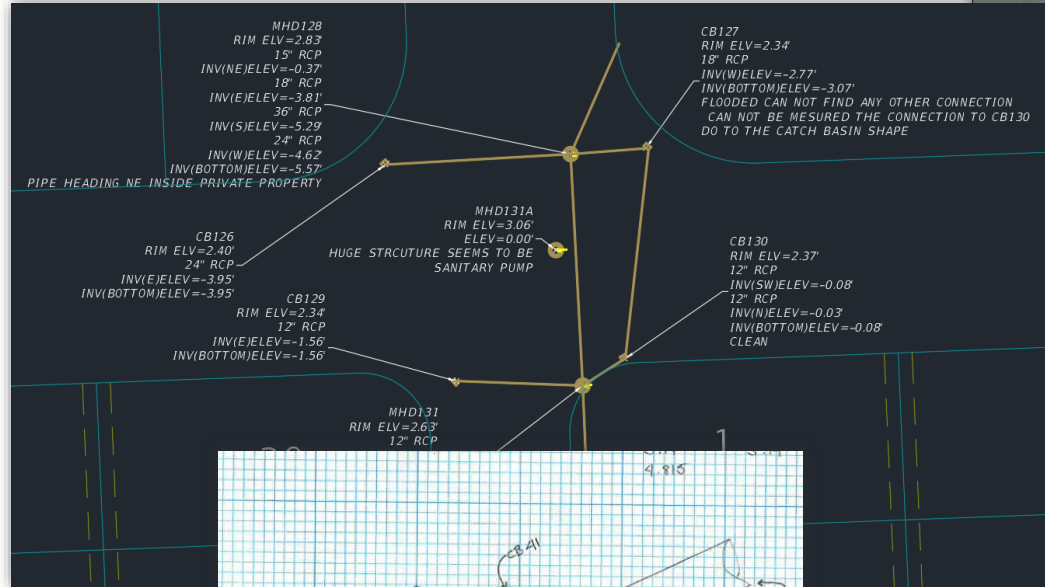 MHD128
RIM ELV=2.83'
15" RCP
INV(NE)ELEV=-0.37'
18" RCP
INV(E)ELEV=-3.81'
36" RCP
INV(S)ELEV=-5.29'
24" RCP
INV(W)ELEV=-4.62'
INV(BOTTOM)ELEV=-5.57'
PIPE HEADING NE INSIDE PRIVATE PROPERTY
CB127
RIM ELEV=2.34'
18" RCP
INV(W)ELEV=-2.77'
INV(BOTTOM)ELEV=-3.07'
FLOODED CAN NOT FIND ANY OTHER CONNECTION
CAN NOT BE MESURED THE CONNECTION TO CB130
DO TO THE CATCH BASIN SHAPE
MHD131A
RIM ELV=3.06'
ELEV=0.00'
HUGE STRCUTURE SEEMS TO BE
SANITARY PUMP
CB126
RIM ELV=2.40'
24" RCP
INV(E)ELEV=-3.95'
INV(BOTTOM)ELEV=-3.95'
CB130
RIM ELEV=2.37'
12" RCP
INV(SW)ELEV=-0.08'
12" RCP
INV(N)ELEV=-0.03'
INV(BOTTOM)ELEV=-0.08'
CLEAN
CB129
RIM ELEV=2.34'
12" RCP
INV(E)ELEV=-1.56'
INV(BOTTOM)ELEV=-1.56'
MHD131
RIM ELEV=2.63'
12" RCP
1
4.815
CB41